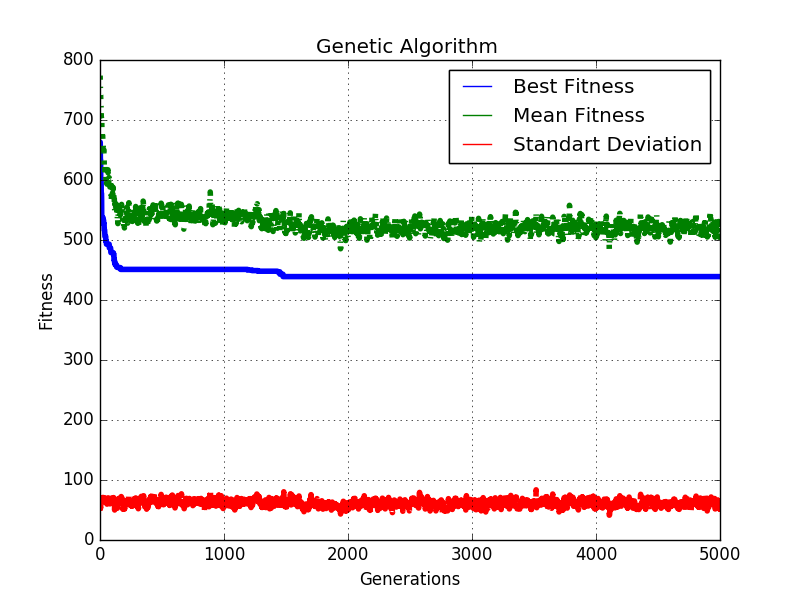 Genetic Algorithm
800
700
600
500
400
300
200
100
0
Fitness
Best Fitness
Mean Fitness
Standart Deviation
0 1000 2000 3000 4000 5000
Generations